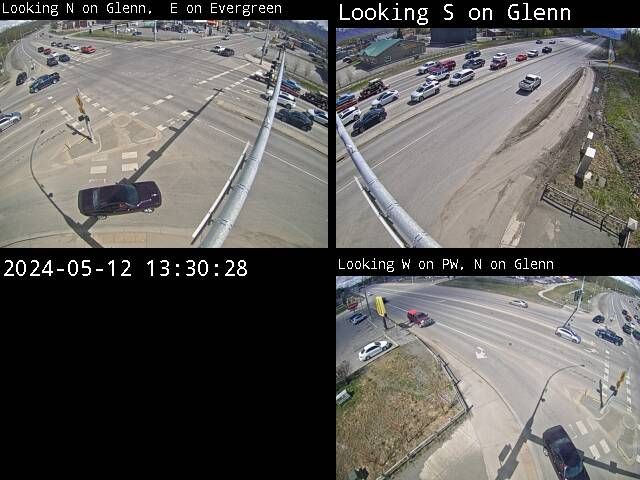 Looking N on Glenn,  E on Evergreen
Looking S on Glenn
2024-05-12 13:30:28
Looking W on PW, N on Glenn